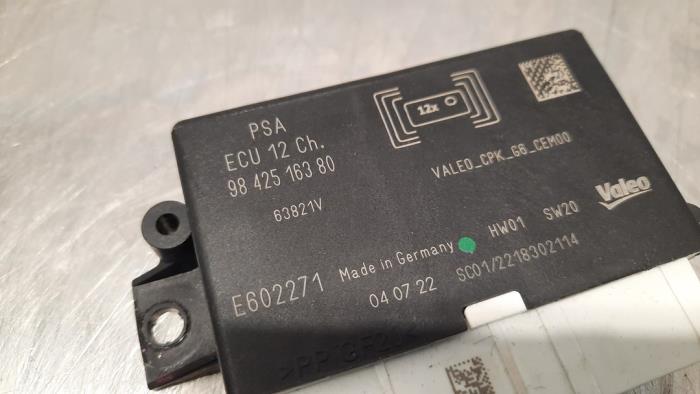 PSA
ECU 12 Ch.
98 425 163 80
63821V
12x
VALEO_CPK_G6_CEM00
Valeo
HW01 SW20
Made in Germany
SC01/2218302114
E602271
04 07 22